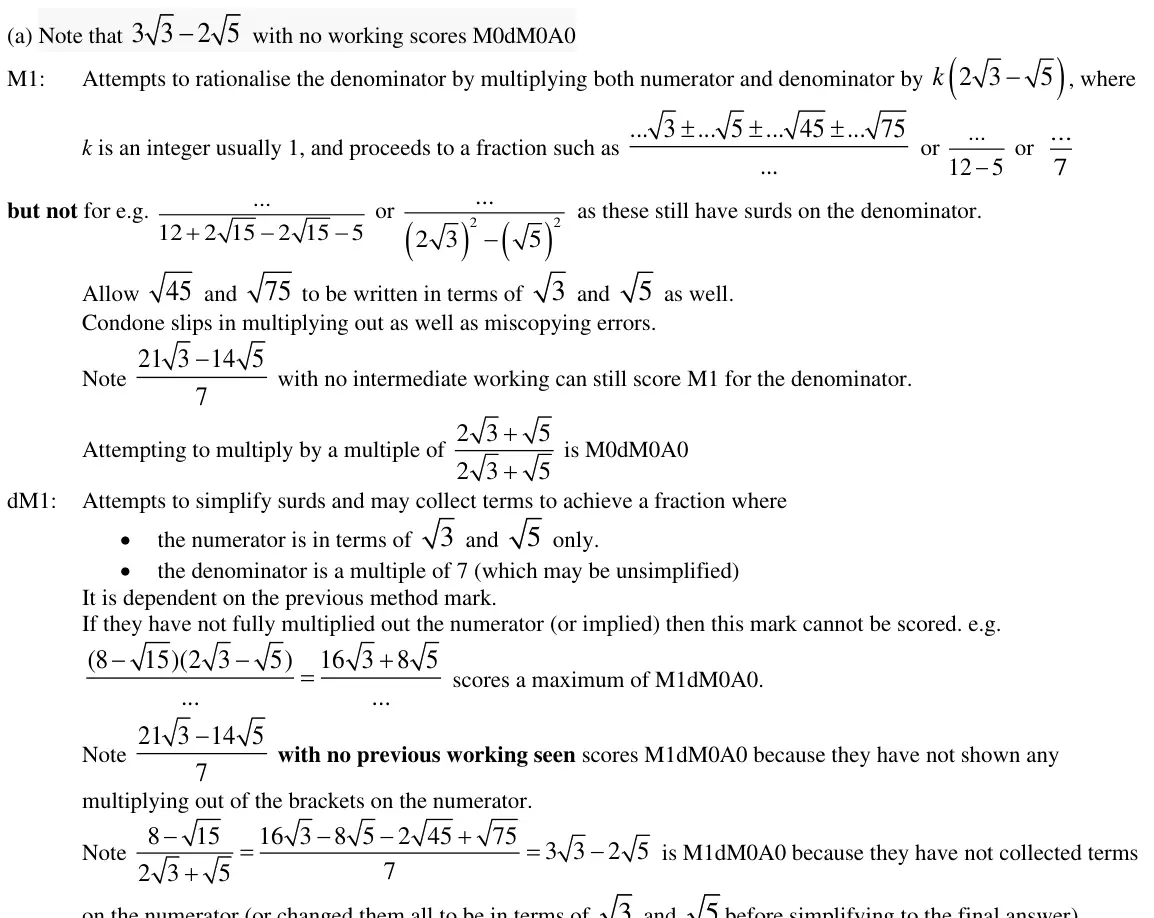 (a) Note that 3√3 − 2√5 with no working scores M0dM0A0
M1: Attempts to rationalise the denominator by multiplying both numerator and denominator by k(2√3 − √5), where
k is an integer usually 1, and proceeds to a fraction such as (...√3 ± ...√5 ± ...√45 ± ...√75)/... or .../(12 − 5) or .../7
but not for e.g. .../(12 + 2√15 − 2√15 − 5) or .../((2√3)² − (√5)²) as these still have surds on the denominator.
Allow √45 and √75 to be written in terms of √3 and √5 as well.
Condone slips in multiplying out as well as miscopying errors.
Note (21√3 − 14√5)/7 with no intermediate working can still score M1 for the denominator.
Attempting to multiply by a multiple of (2√3 + √5)/(2√3 + √5) is M0dM0A0
dM1: Attempts to simplify surds and may collect terms to achieve a fraction where
• the numerator is in terms of √3 and √5 only.
• the denominator is a multiple of 7 (which may be unsimplified)
It is dependent on the previous method mark.
If they have not fully multiplied out the numerator (or implied) then this mark cannot be scored. e.g.
(8 − √15)(2√3 − √5)/... = (16√3 + 8√5)/... scores a maximum of M1dM0A0.
Note (21√3 − 14√5)/7 with no previous working seen scores M1dM0A0 because they have not shown any
multiplying out of the brackets on the numerator.
Note (8 − √15)/(2√3 + √5) = (16√3 − 8√5 − 2√45 + √75)/7 = 3√3 − 2√5 is M1dM0A0 because they have not collected terms
on the numerator (or changed them all to be in terms of √3 and √5 before simplifying to the final answer)